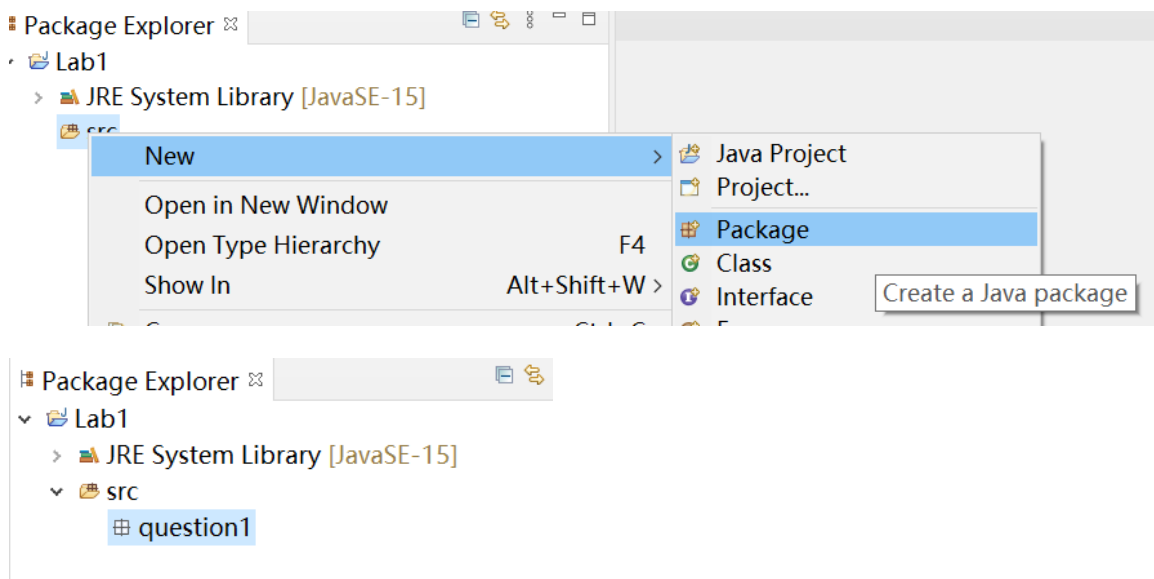 Package Explorer
Lab1
JRE System Library [JavaSE-15]
src
New
Java Project
Project...
Open in New Window
Package
Open Type Hierarchy F4
Class
Show In Alt+Shift+W
Interface
Create a Java package
Package Explorer
Lab1
JRE System Library [JavaSE-15]
src
question1